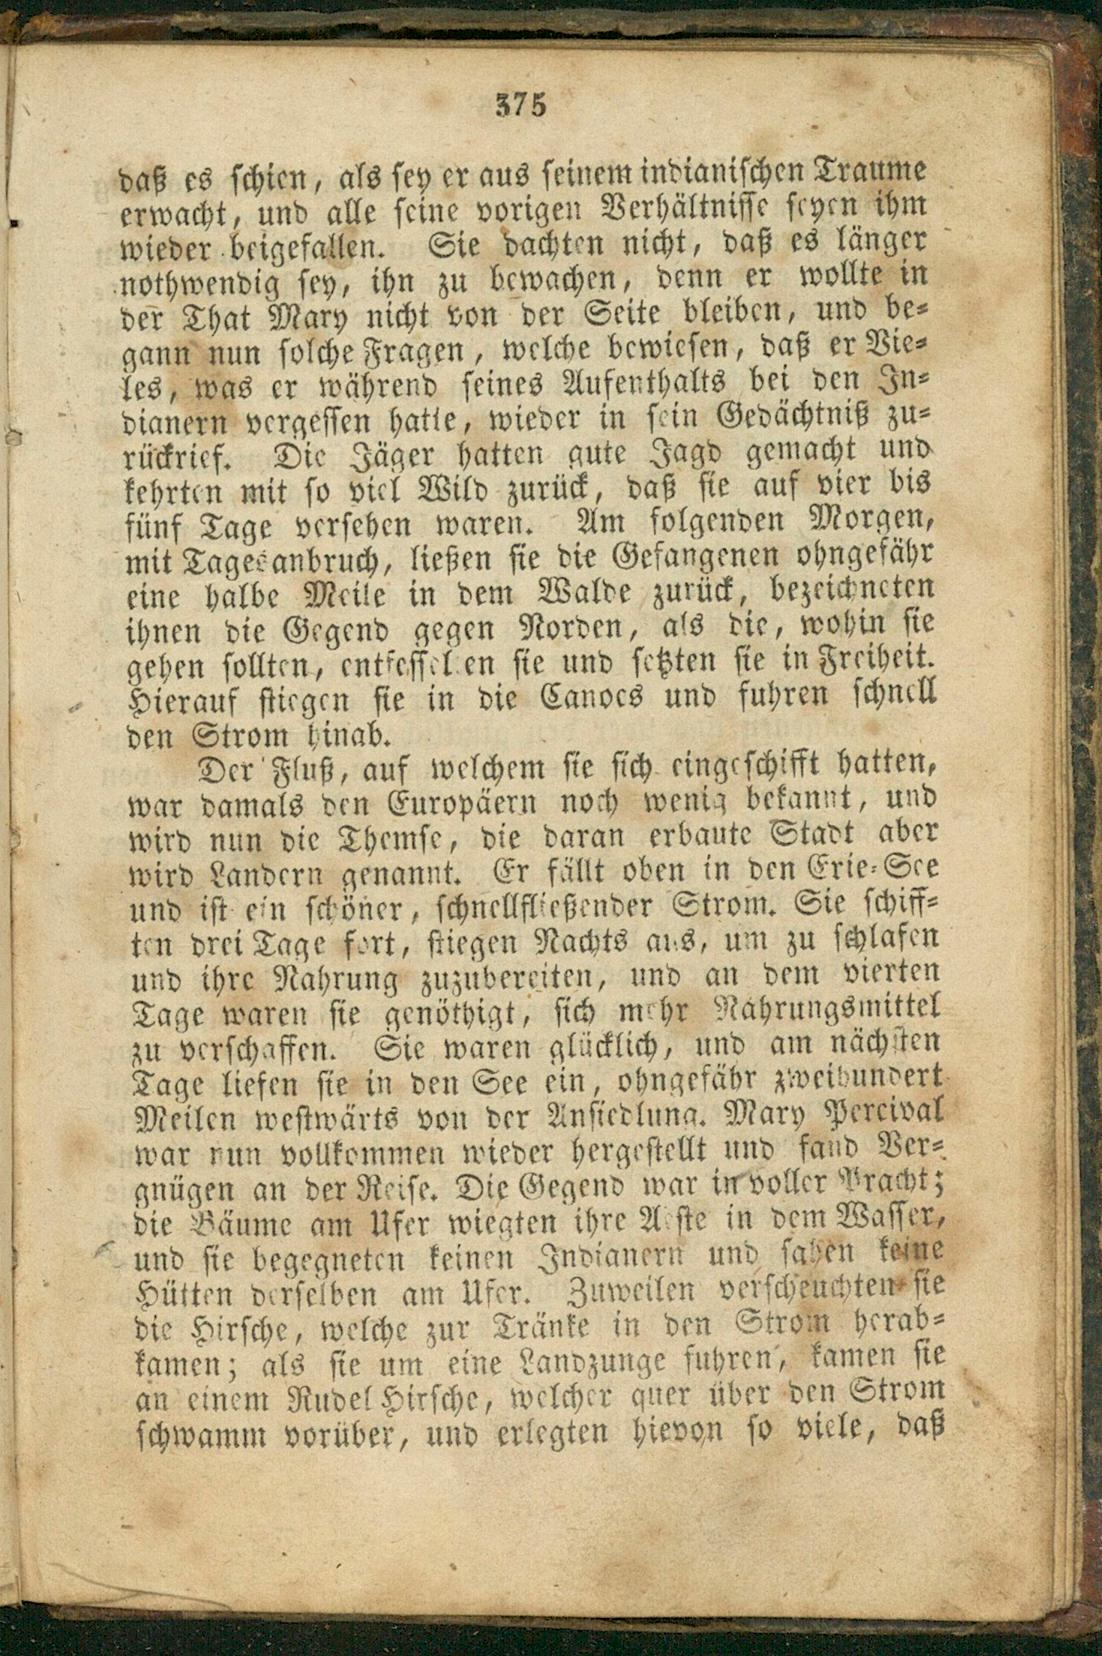 375
daß es schien, als sey er aus seinem indianischen Traume
erwacht, und alle seine vorigen Verhältnisse seyen ihm
wieder beigefallen. Sie dachten nicht, daß es länger
nothwendig sey, ihn zu bewachen, denn er wollte in
der That Mary nicht von der Seite bleiben, und be-
gann nun solche Fragen, welche bewiesen, daß er Vie-
les, was er während seines Aufenthalts bei den In-
dianern vergessen hatte, wieder in sein Gedächtniß zu-
rückrief. Die Jäger hatten gute Jagd gemacht und
kehrten mit so viel Wild zurück, daß sie auf vier bis
fünf Tage versehen waren. Am folgenden Morgen,
mit Tagesanbruch, ließen sie die Gefangenen ohngefähr
eine halbe Meile in dem Walde zurück, bezeichneten
ihnen die Gegend gegen Norden, als die, wohin sie
gehen sollten, entfesselten sie und setzten sie in Freiheit.
Hierauf stiegen sie in die Canoes und fuhren schnell
den Strom hinab.
Der Fluß, auf welchem sie sich eingeschifft hatten,
war damals den Europäern noch wenig bekannt, und
wird nun die Themse, die daran erbaute Stadt aber
wird Landern genannt. Er fällt oben in den Erie-See
und ist ein schöner, schnellfließender Strom. Sie schiff-
ten drei Tage fort, stiegen Nachts aus, um zu schlafen
und ihre Nahrung zuzubereiten, und an dem vierten
Tage waren sie genöthigt, sich mehr Nahrungsmittel
zu verschaffen. Sie waren glücklich, und am nächsten
Tage liefen sie in den See ein, ohngefähr zweihundert
Meilen westwärts von der Ansiedlung. Mary Percival
war nun vollkommen wieder hergestellt und fand Ver-
gnügen an der Reise. Die Gegend war in voller Pracht;
die Bäume am Ufer wiegten ihre Aeste in dem Wasser,
und sie begegneten keinen Indianern und sahen keine
Hütten derselben am Ufer. Zuweilen verscheuchten sie
die Hirsche, welche zur Tränke in den Strom herab-
kamen; als sie um eine Landzunge fuhren, kamen sie
an einem Rudel Hirsche, welcher quer über den Strom
schwamm vorüber, und erlegten hievon so viele, daß